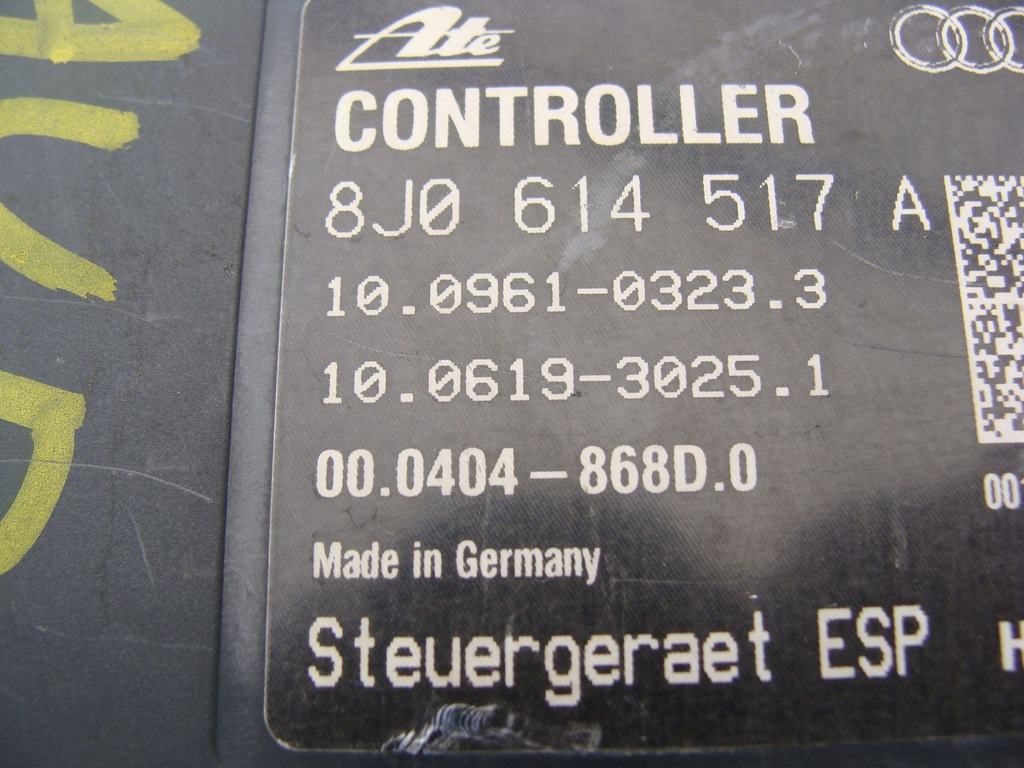 Ate
CONTROLLER
8J0 614 517 A
10.0961-0323.3
10.0619-3025.1
00.0404-868D.0
00
Made in Germany
Steuergeraet ESP H